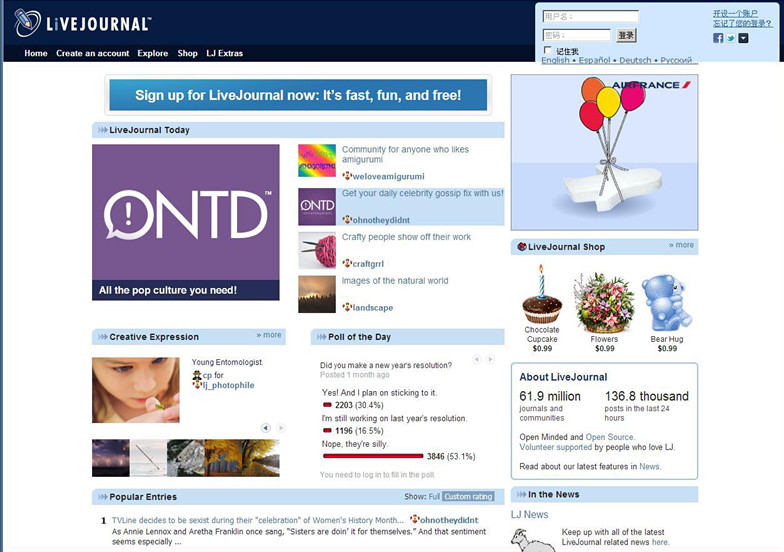 LiVEJOURNAL™
用户名：
密码：
登录
记住我
开设一个账户
忘记了您的登录？
English • Español • Deutsch • Русский…
Home Create an account Explore Shop LJ Extras
Sign up for LiveJournal now: It's fast, fun, and free!
LiveJournal Today
ONTD™
All the pop culture you need!
Community for anyone who likes
amigurumi
weloveamigurumi
ONTD
Get your daily celebrity gossip fix with us!
ohnotheydidnt
Crafty people show off their work
craftgrrl
Images of the natural world
landscape
AIRFRANCE
LiveJournal Shop
» more
Chocolate
Cupcake
$0.99
Flowers
$0.99
Bear Hug
$0.99
Creative Expression
» more
Young Entomologist.
cp for
lj_photophile
Poll of the Day
Did you make a new year's resolution?
Posted 1 month ago
Yes! And I plan on sticking to it.
2203 (30.4%)
I'm still working on last year's resolution.
1196 (16.5%)
Nope, they're silly.
3846 (53.1%)
You need to log in to fill in the poll.
About LiveJournal
61.9 million
journals and
communities
136.8 thousand
posts in the last 24
hours
Open Minded and Open Source.
Volunteer supported by people who love LJ.
Read about our latest features in News.
Popular Entries
Show: Full Custom rating
1 TVLine decides to be sexist during their "celebration" of Women's History Month... ohnotheydidnt
As Annie Lennox and Aretha Franklin once sang, "Sisters are doin' it for themselves." And that sentiment
seems especially ...
In the News
LJ News
Keep up with all of the latest
LiveJournal related news here.